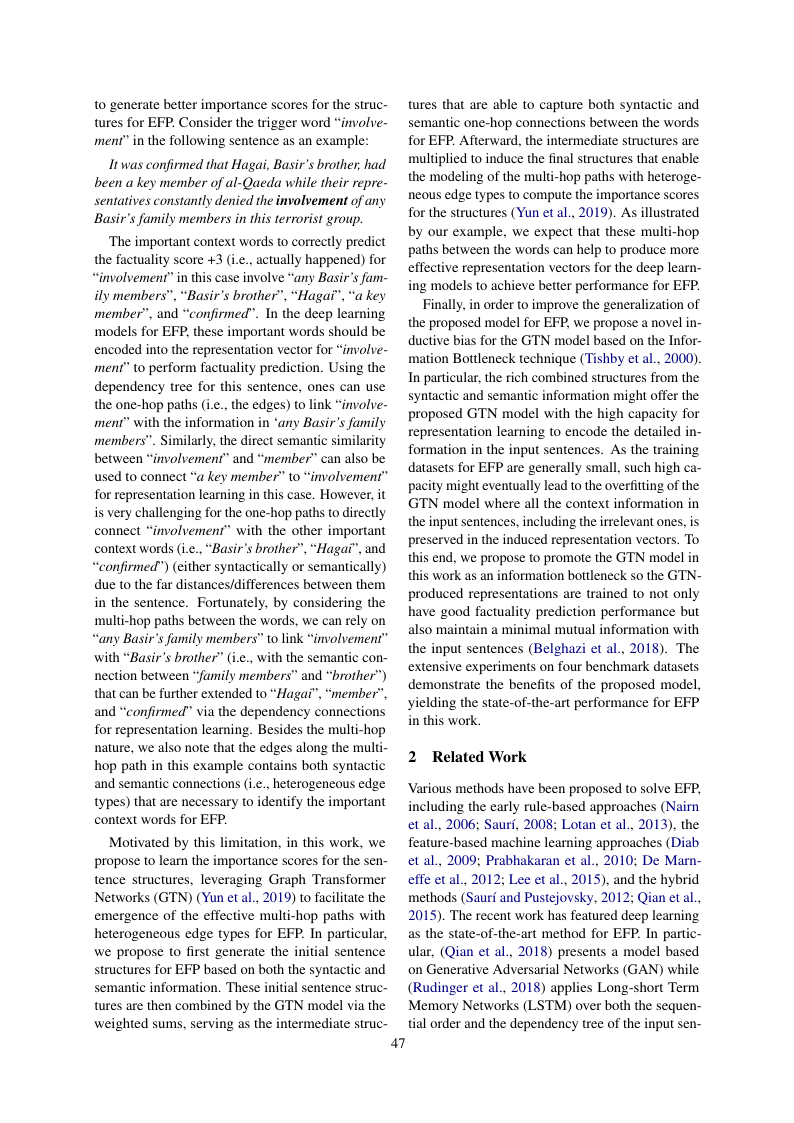 to generate better importance scores for the struc-
tures for EFP. Consider the trigger word “involve-
ment” in the following sentence as an example:
It was confirmed that Hagai, Basir’s brother, had
been a key member of al-Qaeda while their repre-
sentatives constantly denied the involvement of any
Basir’s family members in this terrorist group.
The important context words to correctly predict
the factuality score +3 (i.e., actually happened) for
“involvement” in this case involve “any Basir’s fam-
ily members”, “Basir’s brother”, “Hagai”, “a key
member”, and “confirmed”. In the deep learning
models for EFP, these important words should be
encoded into the representation vector for “involve-
ment” to perform factuality prediction. Using the
dependency tree for this sentence, ones can use
the one-hop paths (i.e., the edges) to link “involve-
ment” with the information in ‘any Basir’s family
members”. Similarly, the direct semantic similarity
between “involvement” and “member” can also be
used to connect “a key member” to “involvement”
for representation learning in this case. However, it
is very challenging for the one-hop paths to directly
connect “involvement” with the other important
context words (i.e., “Basir’s brother”, “Hagai”, and
“confirmed”) (either syntactically or semantically)
due to the far distances/differences between them
in the sentence. Fortunately, by considering the
multi-hop paths between the words, we can rely on
“any Basir’s family members” to link “involvement”
with “Basir’s brother” (i.e., with the semantic con-
nection between “family members” and “brother”)
that can be further extended to “Hagai”, “member”,
and “confirmed” via the dependency connections
for representation learning. Besides the multi-hop
nature, we also note that the edges along the multi-
hop path in this example contains both syntactic
and semantic connections (i.e., heterogeneous edge
types) that are necessary to identify the important
context words for EFP.
Motivated by this limitation, in this work, we
propose to learn the importance scores for the sen-
tence structures, leveraging Graph Transformer
Networks (GTN) (Yun et al., 2019) to facilitate the
emergence of the effective multi-hop paths with
heterogeneous edge types for EFP. In particular,
we propose to first generate the initial sentence
structures for EFP based on both the syntactic and
semantic information. These initial sentence struc-
tures are then combined by the GTN model via the
weighted sums, serving as the intermediate struc-
tures that are able to capture both syntactic and
semantic one-hop connections between the words
for EFP. Afterward, the intermediate structures are
multiplied to induce the final structures that enable
the modeling of the multi-hop paths with heteroge-
neous edge types to compute the importance scores
for the structures (Yun et al., 2019). As illustrated
by our example, we expect that these multi-hop
paths between the words can help to produce more
effective representation vectors for the deep learn-
ing models to achieve better performance for EFP.
Finally, in order to improve the generalization of
the proposed model for EFP, we propose a novel in-
ductive bias for the GTN model based on the Infor-
mation Bottleneck technique (Tishby et al., 2000).
In particular, the rich combined structures from the
syntactic and semantic information might offer the
proposed GTN model with the high capacity for
representation learning to encode the detailed in-
formation in the input sentences. As the training
datasets for EFP are generally small, such high ca-
pacity might eventually lead to the overfitting of the
GTN model where all the context information in
the input sentences, including the irrelevant ones, is
preserved in the induced representation vectors. To
this end, we propose to promote the GTN model in
this work as an information bottleneck so the GTN-
produced representations are trained to not only
have good factuality prediction performance but
also maintain a minimal mutual information with
the input sentences (Belghazi et al., 2018). The
extensive experiments on four benchmark datasets
demonstrate the benefits of the proposed model,
yielding the state-of-the-art performance for EFP
in this work.
2 Related Work
Various methods have been proposed to solve EFP,
including the early rule-based approaches (Nairn
et al., 2006; Saurí, 2008; Lotan et al., 2013), the
feature-based machine learning approaches (Diab
et al., 2009; Prabhakaran et al., 2010; De Marn-
effe et al., 2012; Lee et al., 2015), and the hybrid
methods (Saurí and Pustejovsky, 2012; Qian et al.,
2015). The recent work has featured deep learning
as the state-of-the-art method for EFP. In partic-
ular, (Qian et al., 2018) presents a model based
on Generative Adversarial Networks (GAN) while
(Rudinger et al., 2018) applies Long-short Term
Memory Networks (LSTM) over both the sequen-
tial order and the dependency tree of the input sen-
47